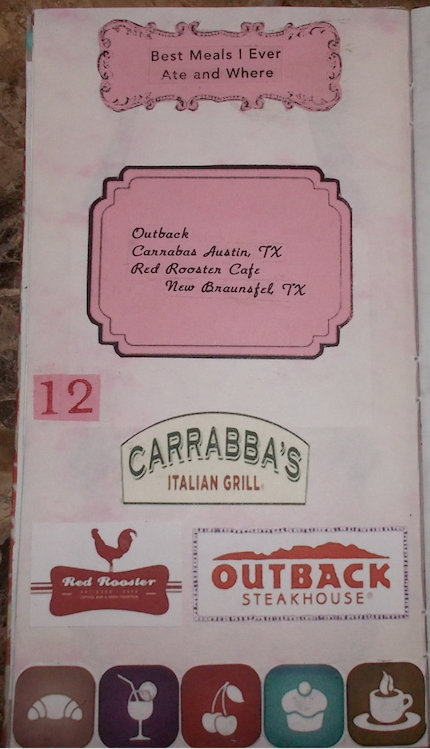 Best Meals I Ever
Ate and Where
Outback
Carrabas Austin, TX
Red Rooster Cafe
New Braunsfel, TX
12
CARRABBA'S
ITALIAN GRILL
Red Rooster
OUTBACK
STEAKHOUSE®